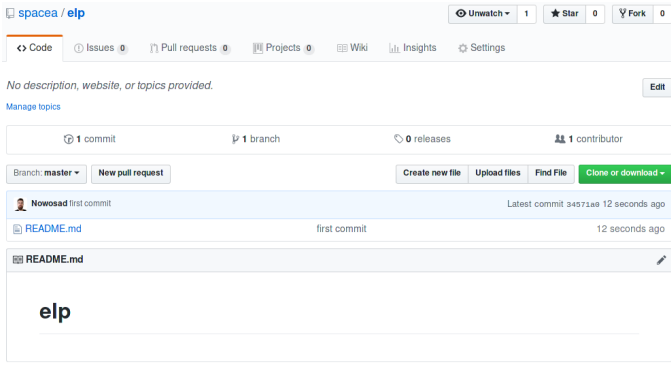 spacea / elp
Unwatch 1 Star 0 Fork 0
Code Issues 0 Pull requests 0 Projects 0 Wiki Insights Settings
No description, website, or topics provided. Edit
Manage topics
1 commit 1 branch 0 releases 1 contributor
Branch: master New pull request Create new file Upload files Find File Clone or download
Nowosad first commit Latest commit 34571a0 12 seconds ago
README.md first commit 12 seconds ago
README.md
elp